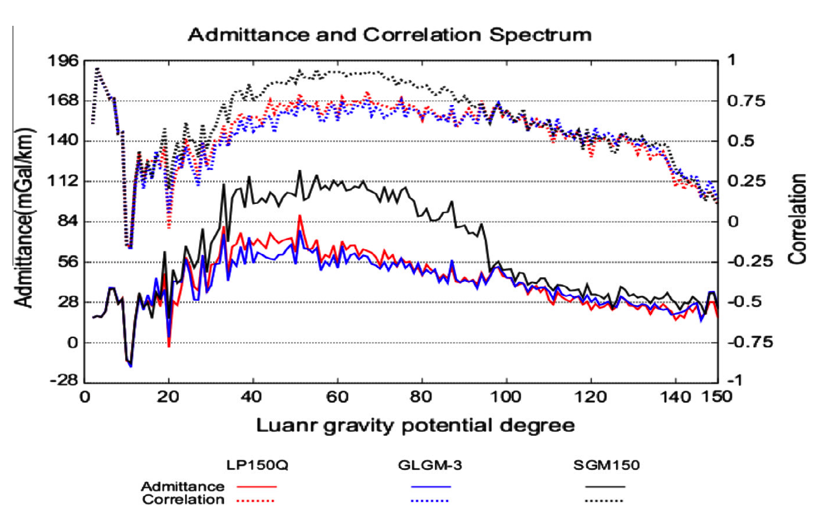 Admittance and Correlation Spectrum
196
168
140
112
84
56
28
0
-28
1
0.75
0.5
0.25
0
-0.25
-0.5
-0.75
-1
Admittance(mGal/km)
Correlation
0 20 40 60 80 100 120 140 150
Luanr gravity potential degree
LP150Q GLGM-3 SGM150
Admittance
Correlation